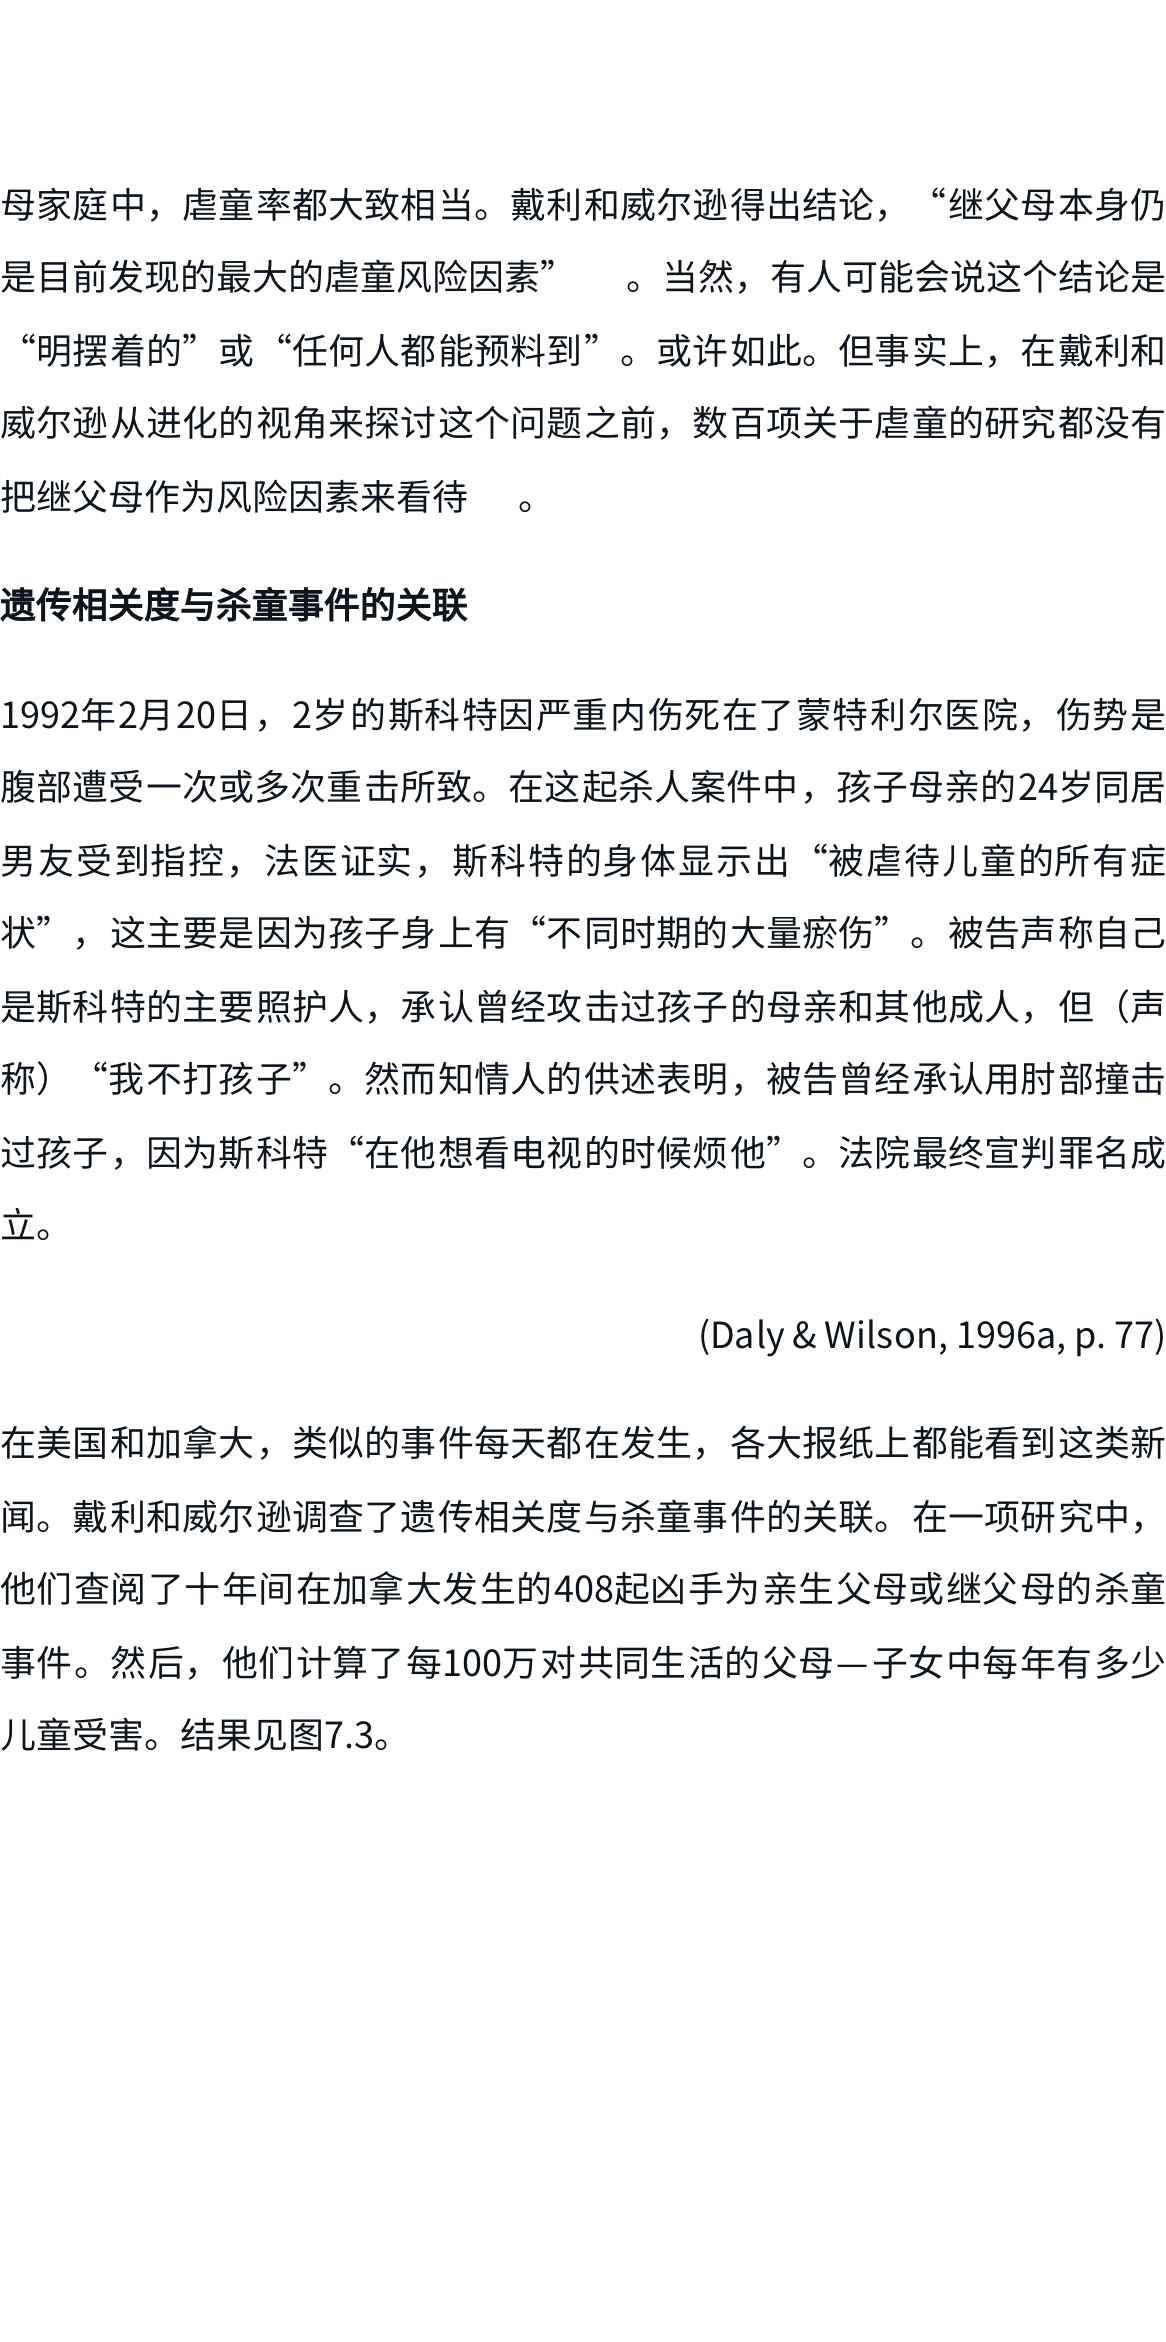 母家庭中，虐童率都大致相当。戴利和威尔逊得出结论，“继父母本身仍
是目前发现的最大的虐童风险因素” 。当然，有人可能会说这个结论是
“明摆着的”或“任何人都能预料到”。或许如此。但事实上，在戴利和
威尔逊从进化的视角来探讨这个问题之前，数百项关于虐童的研究都没有
把继父母作为风险因素来看待 。
遗传相关度与杀童事件的关联
1992年2月20日，2岁的斯科特因严重内伤死在了蒙特利尔医院，伤势是
腹部遭受一次或多次重击所致。在这起杀人案件中，孩子母亲的24岁同居
男友受到指控，法医证实，斯科特的身体显示出“被虐待儿童的所有症
状”，这主要是因为孩子身上有“不同时期的大量瘀伤”。被告声称自己
是斯科特的主要照护人，承认曾经攻击过孩子的母亲和其他成人，但（声
称）“我不打孩子”。然而知情人的供述表明，被告曾经承认用肘部撞击
过孩子，因为斯科特“在他想看电视的时候烦他”。法院最终宣判罪名成
立。
(Daly & Wilson, 1996a, p. 77)
在美国和加拿大，类似的事件每天都在发生，各大报纸上都能看到这类新
闻。戴利和威尔逊调查了遗传相关度与杀童事件的关联。在一项研究中，
他们查阅了十年间在加拿大发生的408起凶手为亲生父母或继父母的杀童
事件。然后，他们计算了每100万对共同生活的父母—子女中每年有多少
儿童受害。结果见图7.3。